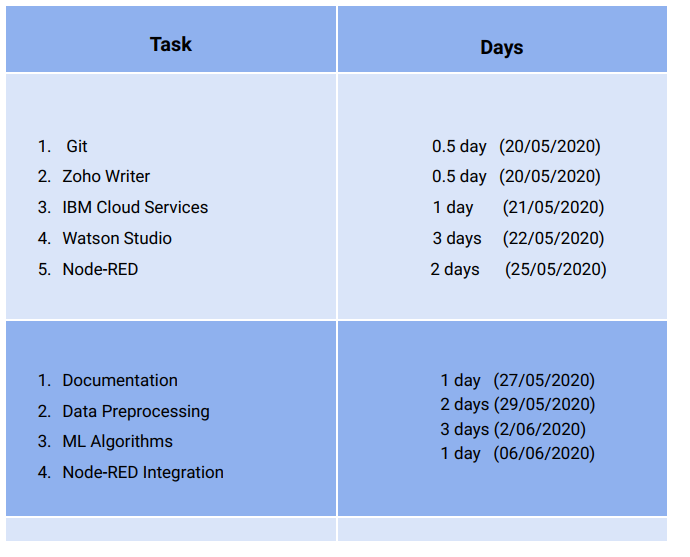 Task Days
1. Git 0.5 day (20/05/2020)
2. Zoho Writer 0.5 day (20/05/2020)
3. IBM Cloud Services 1 day (21/05/2020)
4. Watson Studio 3 days (22/05/2020)
5. Node-RED 2 days (25/05/2020)
1. Documentation 1 day (27/05/2020)
2. Data Preprocessing 2 days (29/05/2020)
3. ML Algorithms 3 days (2/06/2020)
4. Node-RED Integration 1 day (06/06/2020)